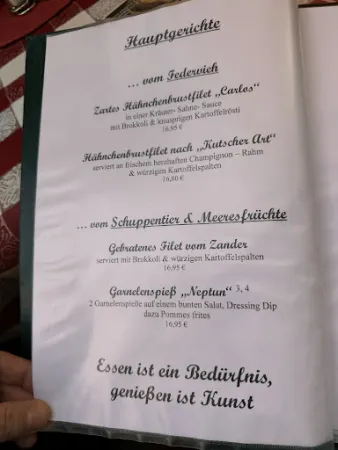 Hauptgerichte
... vom Federvieh
Zartes Hähnchenbrustfilet „Carlos“
in einer Kräuter- Sahne- Sauce
mit Brokkoli & knusprigen Kartoffelrösti
16,95 €
Hähnchenbrustfilet nach „Kutscher Art“
serviert an frischem herzhaften Champignon – Rahm
& würzigen Kartoffelspalten
16,80 €
... vom Schuppentier & Meeresfrüchte
Gebratenes Filet vom Zander
serviert mit Brokkoli & würzigen Kartoffelspalten
16,95 €
Garnelenspieß „Neptun“ 3, 4
2 Garnelenspieße auf einem bunten Salat, Dressing Dip
dazu Pommes frites
16,95 €
Essen ist ein Bedürfnis,
genießen ist Kunst